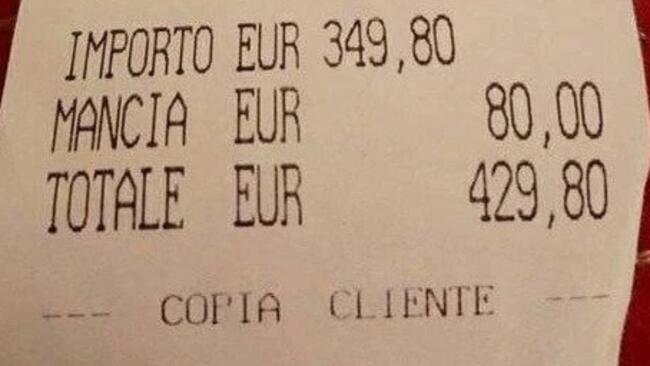 IMPORTO EUR 349,80
MANCIA EUR 80,00
TOTALE EUR 429,80
--- COPIA CLIENTE ---